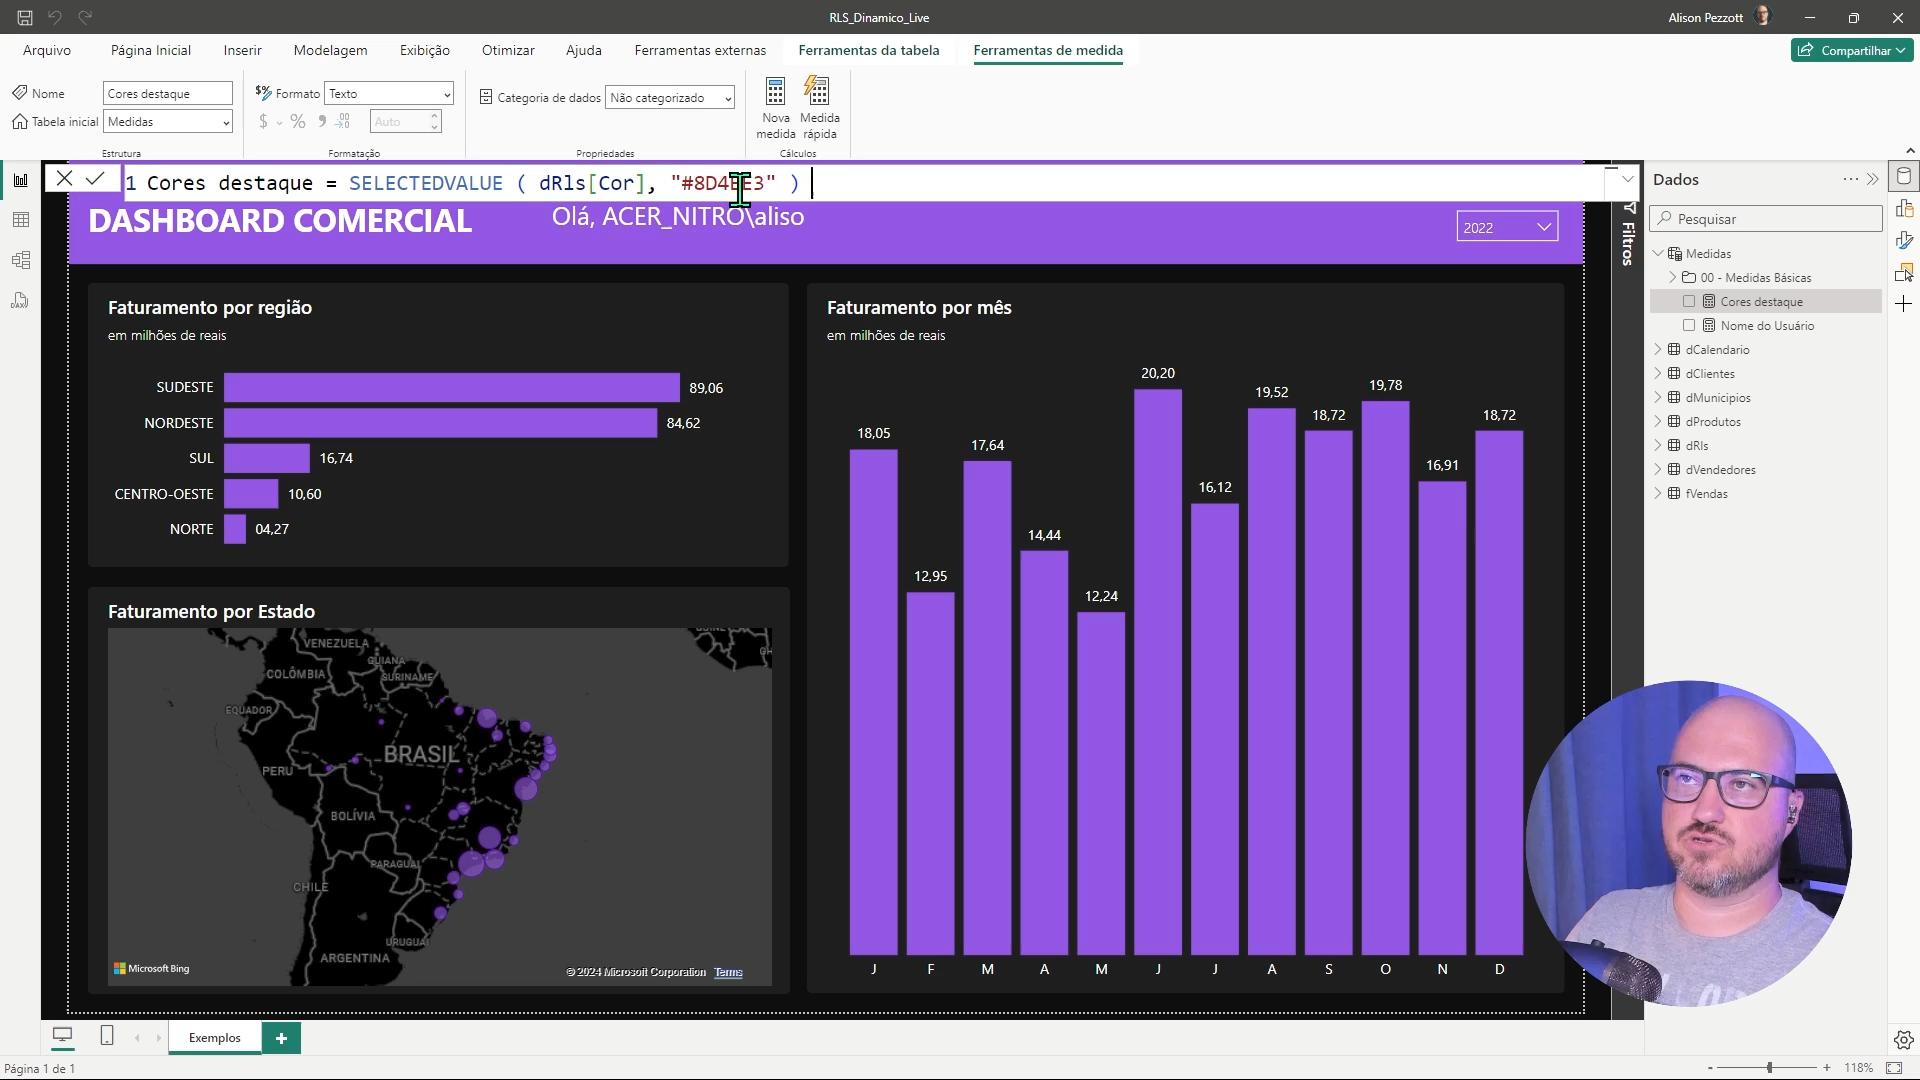 RLS_Dinamico_Live
Alison Pezzott
Arquivo
Página Inicial
Inserir
Modelagem
Exibição
Otimizar
Ajuda
Ferramentas externas
Ferramentas da tabela
Ferramentas de medida
Compartilhar
Nome
Cores destaque
Tabela inicial
Medidas
Estrutura
Formato
Texto
$ % 9 .00
Auto
Formatação
Categoria de dados
Não categorizado
Propriedades
Nova medida
Medida rápida
Cálculos
1 Cores destaque = SELECTEDVALUE ( dRls[Cor], "#8D4EE3" )
DASHBOARD COMERCIAL
Olá, ACER_NITRO\aliso
2022
Filtros
Faturamento por região
em milhões de reais
SUDESTE 89,06
NORDESTE 84,62
SUL 16,74
CENTRO-OESTE 10,60
NORTE 04,27
Faturamento por Estado
VENEZUELA
GUIANA
SURINAME
COLÔMBIA
EQUADOR
BRASIL
PERU
BOLÍVIA
PARAGUAI
CHILE
URUGUAI
ARGENTINA
Microsoft Bing
© 2024 Microsoft Corporation Terms
Faturamento por mês
em milhões de reais
18,05
12,95
17,64
14,44
12,24
20,20
16,12
19,52
18,72
19,78
16,91
18,72
J F M A M J J A S O N D
Dados
Pesquisar
Medidas
00 - Medidas Básicas
Cores destaque
Nome do Usuário
dCalendario
dClientes
dMunicipios
dProdutos
dRls
dVendedores
fVendas
Exemplos
Página 1 de 1
118%